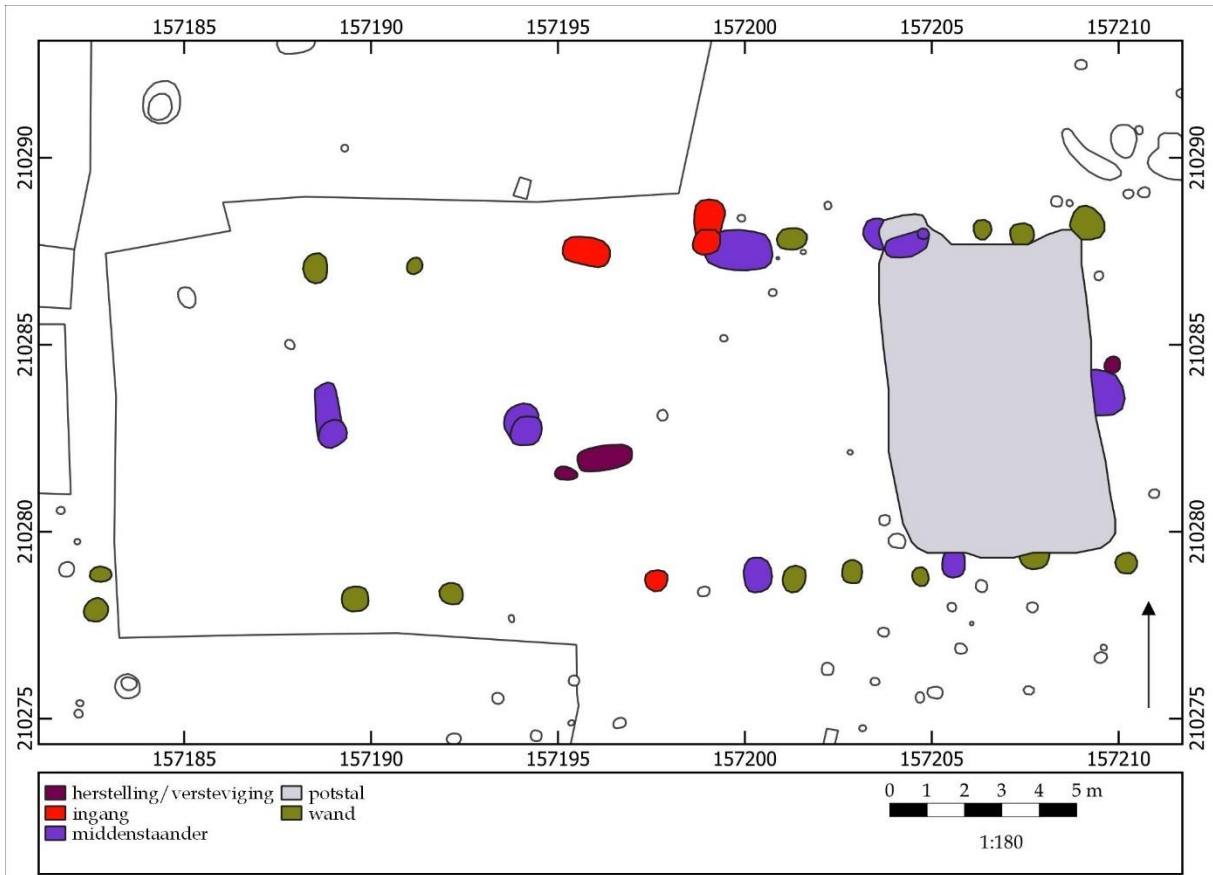 157185 157190 157195 157200 157205 157210
210290 210290
210285 210285
210280 210280
210275 210275
157185 157190 157195 157200 157205 157210
herstelling/versteviging potstal
ingang wand
middenstaander
0 1 2 3 4 5 m
1:180